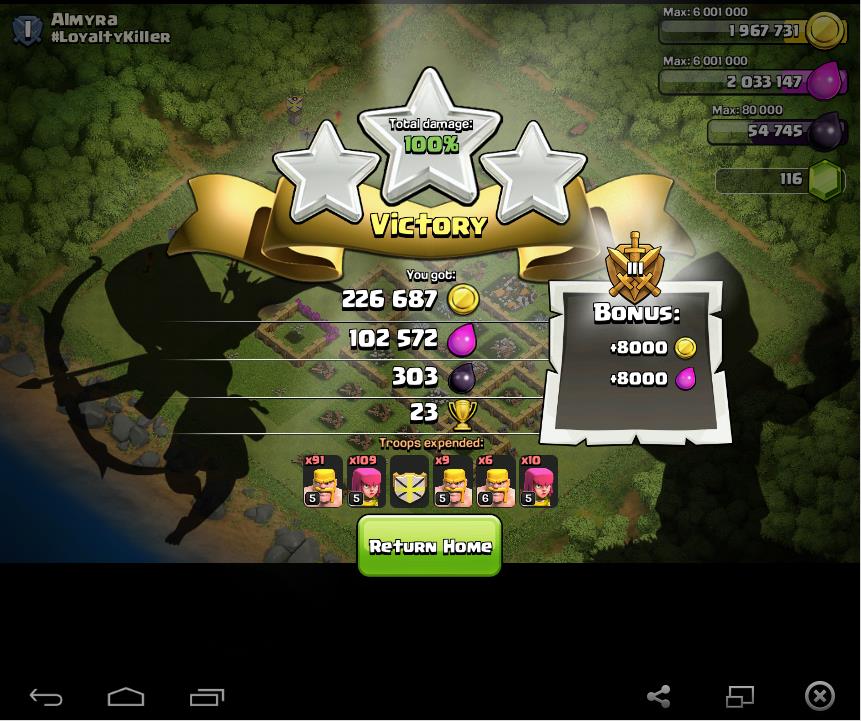 I
Almyra
#LoyaltyKiller
Max: 6 001 000
1 967 731
Max: 6 001 000
2 033 147
Max: 80 000
54 745
116
Total damage:
100%
Victory
You got:
226 687
102 572
303
23
III
Bonus:
+8000
+8000
Troops expended:
x91 x109 x9 x6 x10
5 5 5 6 5
Return Home